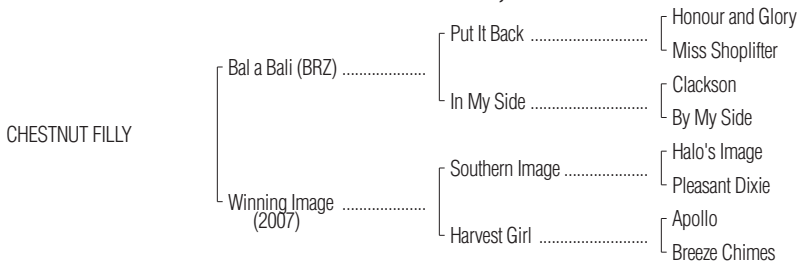 Honour and Glory
Put It Back ............................
Miss Shoplifter
Bal a Bali (BRZ) ....................
Clackson
In My Side ............................
By My Side
CHESTNUT FILLY
Halo's Image
Southern Image ....................
Pleasant Dixie
Winning Image ....................
(2007)
Apollo
Harvest Girl ..........................
Breeze Chimes